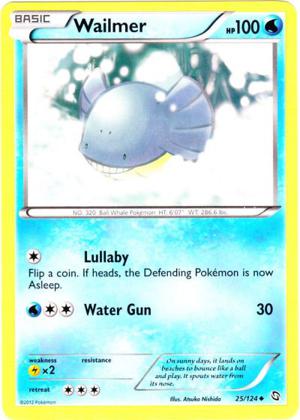 BASIC
Wailmer
HP100
NO. 320 Ball Whale Pokémon HT: 6'07" WT: 286.6 lbs.
Lullaby
Flip a coin. If heads, the Defending Pokémon is now
Asleep.
Water Gun 30
weakness resistance
×2
retreat
On sunny days, it lands on
beaches to bounce like a ball
and play. It spouts water from
its nose.
Illus. Atsuko Nishida
25/124
©2012 Pokémon